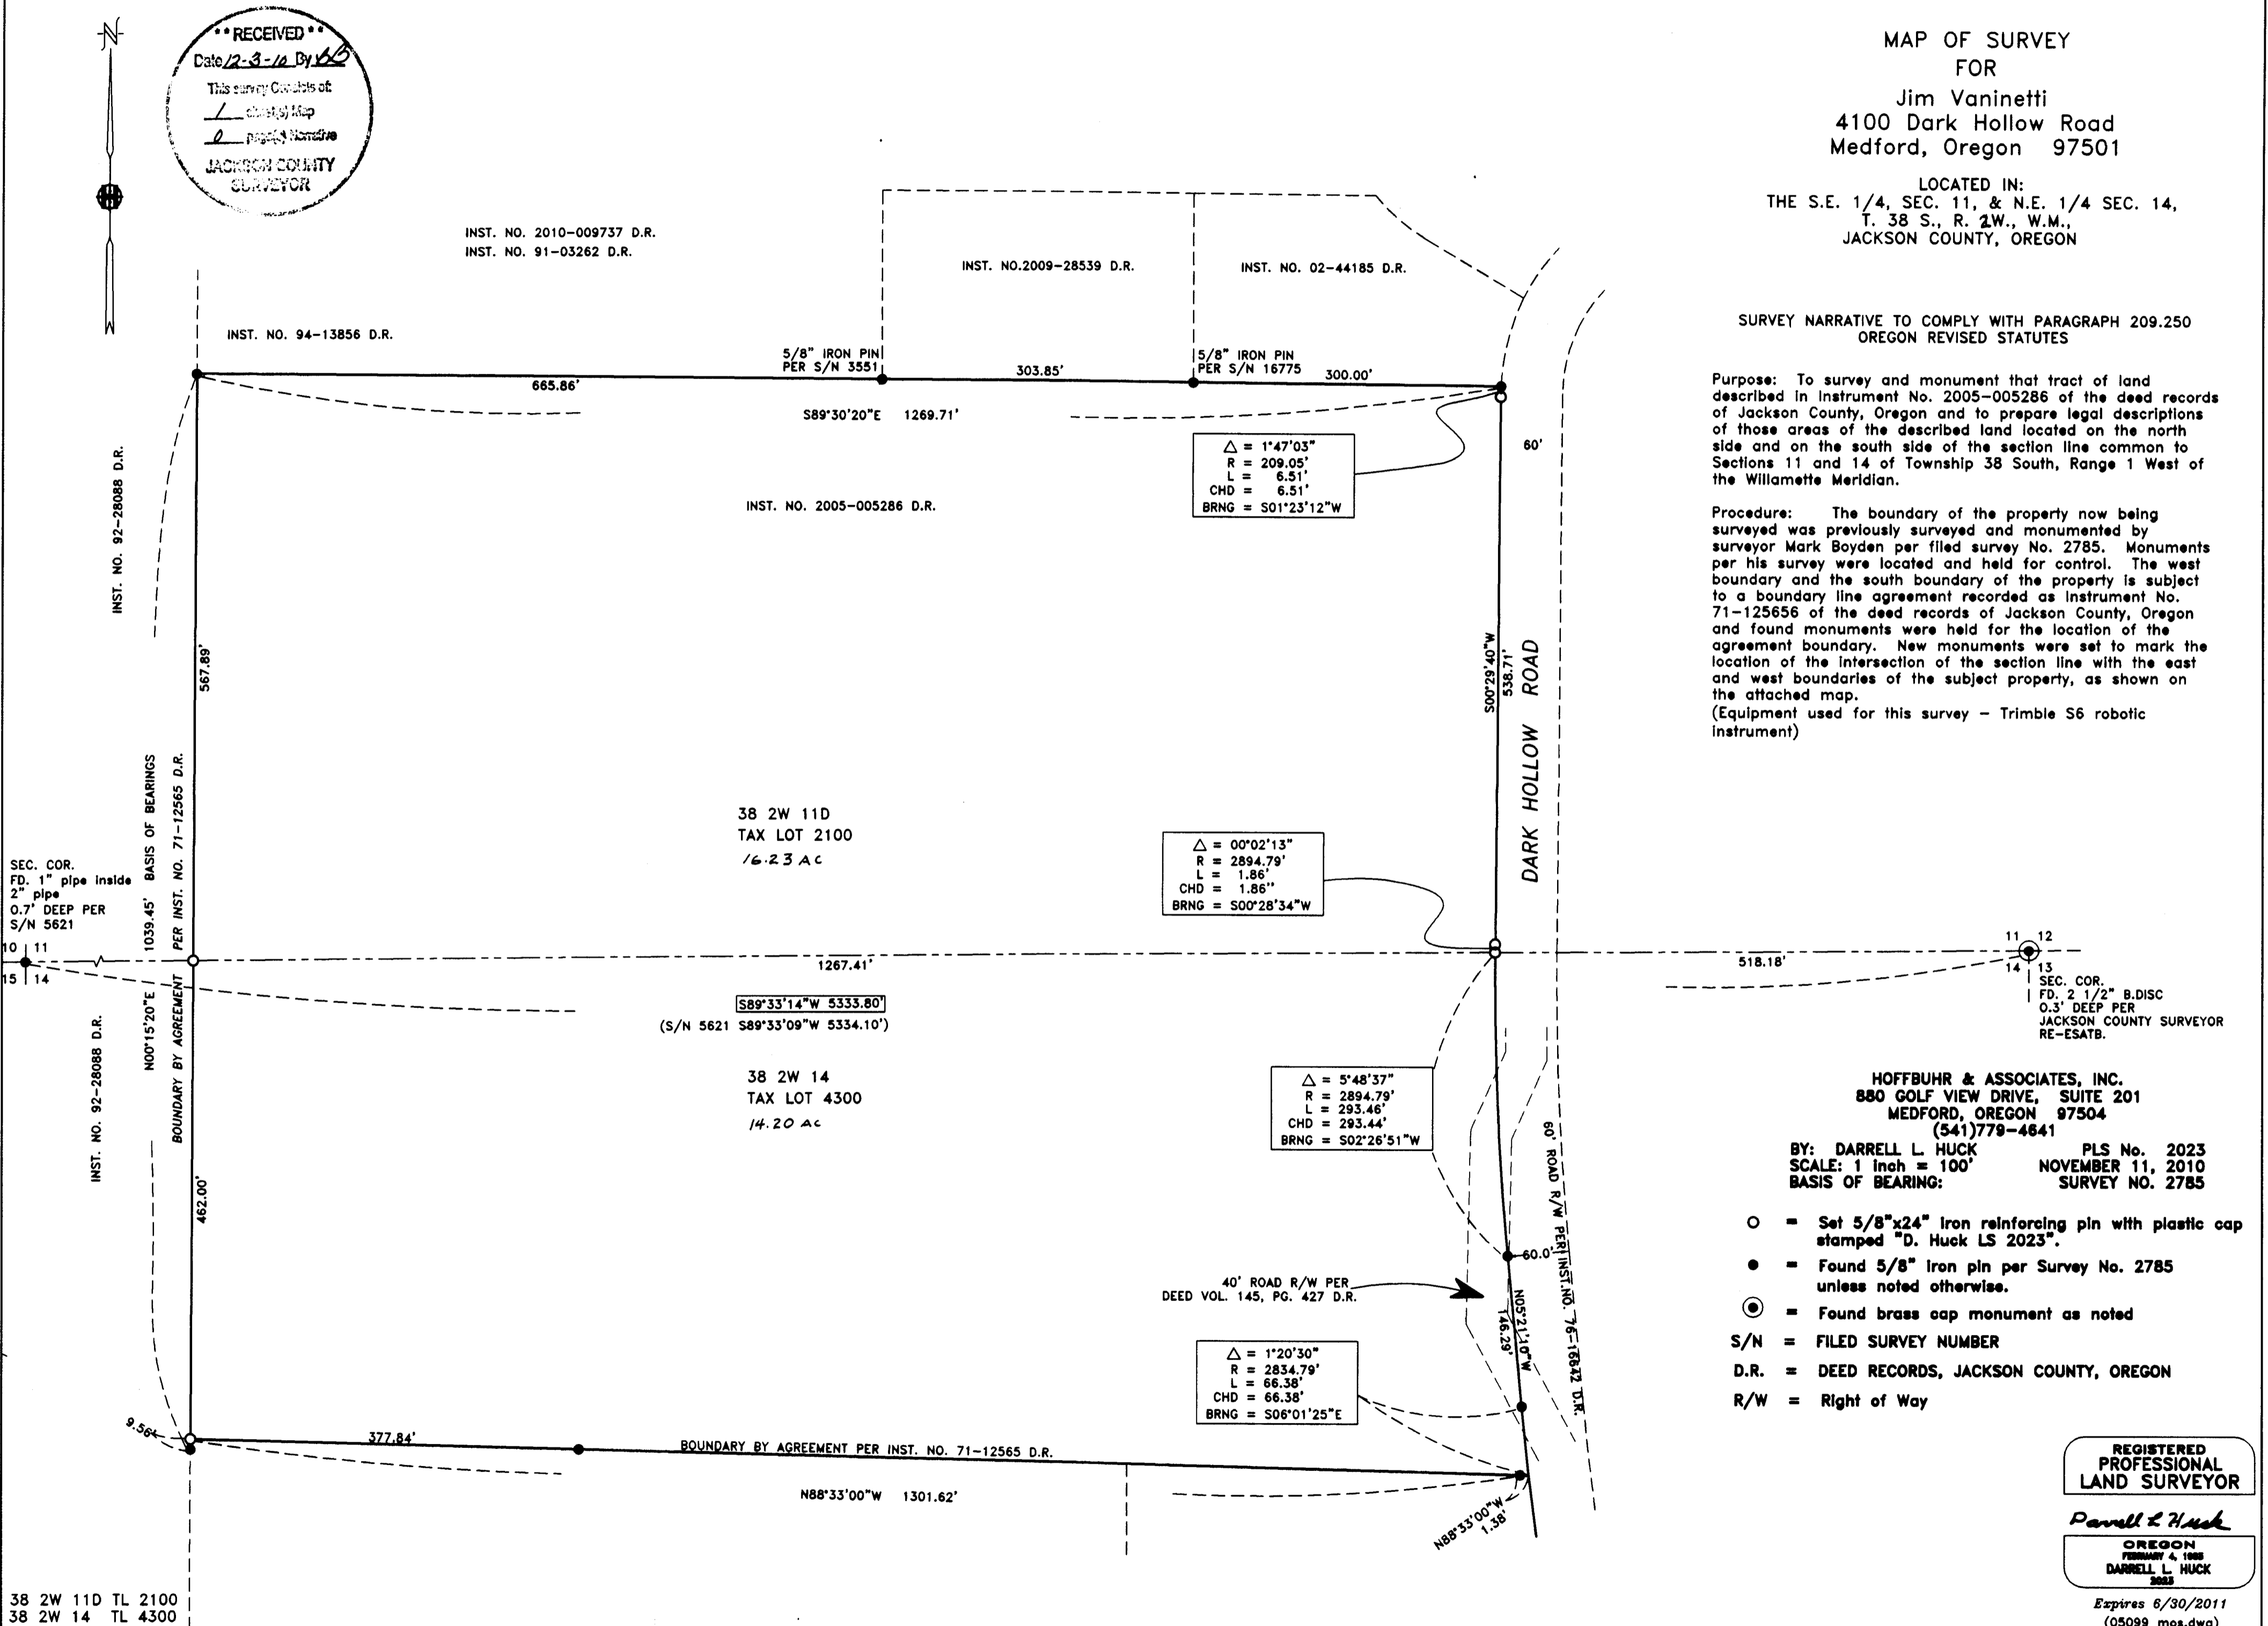 N
** RECEIVED **
Date 12-3-10 By
This survey Consists of:
1 sheet(s) Map
0 page(s) Narrative
JACKSON COUNTY
SURVEYOR
MAP OF SURVEY
FOR
Jim Vaninetti
4100 Dark Hollow Road
Medford, Oregon 97501
LOCATED IN:
THE S.E. 1/4, SEC. 11, & N.E. 1/4 SEC. 14,
T. 38 S., R. 2W., W.M.,
JACKSON COUNTY, OREGON
SURVEY NARRATIVE TO COMPLY WITH PARAGRAPH 209.250
OREGON REVISED STATUTES
Purpose: To survey and monument that tract of land
described in Instrument No. 2005-005286 of the deed records
of Jackson County, Oregon and to prepare legal descriptions
of those areas of the described land located on the north
side and on the south side of the section line common to
Sections 11 and 14 of Township 38 South, Range 1 West of
the Willamette Meridian.
Procedure: The boundary of the property now being
surveyed was previously surveyed and monumented by
surveyor Mark Boyden per filed survey No. 2785. Monuments
per his survey were located and held for control. The west
boundary and the south boundary of the property is subject
to a boundary line agreement recorded as Instrument No.
71-125656 of the deed records of Jackson County, Oregon
and found monuments were held for the location of the
agreement boundary. New monuments were set to mark the
location of the intersection of the section line with the east
and west boundaries of the subject property, as shown on
the attached map.
(Equipment used for this survey - Trimble S6 robotic
instrument)
INST. NO. 2010-009737 D.R.
INST. NO. 91-03262 D.R.
INST. NO.2009-28539 D.R.
INST. NO. 02-44185 D.R.
INST. NO. 94-13856 D.R.
5/8" IRON PIN
PER S/N 3551
5/8" IRON PIN
PER S/N 16775
665.86'
303.85'
300.00'
S89°30'20"E 1269.71'
△ = 1°47'03"
R = 209.05'
L = 6.51'
CHD = 6.51'
BRNG = S01°23'12"W
60'
INST. NO. 2005-005286 D.R.
INST. NO. 92-28088 D.R.
567.89'
S00°29'40"W
538.71'
DARK HOLLOW ROAD
38 2W 11D
TAX LOT 2100
16.23 AC
△ = 00°02'13"
R = 2894.79'
L = 1.86'
CHD = 1.86''
BRNG = S00°28'34"W
N00°15'20"E 1039.45' BASIS OF BEARINGS
BOUNDARY BY AGREEMENT PER INST. NO. 71-12565 D.R.
SEC. COR.
FD. 1" pipe inside
2" pipe
0.7' DEEP PER
S/N 5621
10 11
15 14
1267.41'
S89°33'14"W 5333.80'
(S/N 5621 S89°33'09"W 5334.10')
518.18'
11 12
14 13
SEC. COR.
FD. 2 1/2" B.DISC
0.3' DEEP PER
JACKSON COUNTY SURVEYOR
RE-ESATB.
INST. NO. 92-28088 D.R.
38 2W 14
TAX LOT 4300
14.20 AC
△ = 5°48'37"
R = 2894.79'
L = 293.46'
CHD = 293.44'
BRNG = S02°26'51"W
462.00'
60' ROAD R/W PER INST.NO. 76-16642 D.R.
60.0'
40' ROAD R/W PER
DEED VOL. 145, PG. 427 D.R.
N05°21'10"W
146.29'
△ = 1°20'30"
R = 2834.79'
L = 66.38'
CHD = 66.38'
BRNG = S06°01'25"E
9.56'
377.84'
BOUNDARY BY AGREEMENT PER INST. NO. 71-12565 D.R.
N88°33'00"W 1301.62'
N88°33'00"W
1.38'
HOFFBUHR & ASSOCIATES, INC.
880 GOLF VIEW DRIVE, SUITE 201
MEDFORD, OREGON 97504
(541)779-4641
BY: DARRELL L. HUCK PLS No. 2023
SCALE: 1 inch = 100' NOVEMBER 11, 2010
BASIS OF BEARING: SURVEY NO. 2785
= Set 5/8"x24" iron reinforcing pin with plastic cap
stamped "D. Huck LS 2023".
= Found 5/8" iron pin per Survey No. 2785
unless noted otherwise.
= Found brass cap monument as noted
S/N = FILED SURVEY NUMBER
D.R. = DEED RECORDS, JACKSON COUNTY, OREGON
R/W = Right of Way
REGISTERED
PROFESSIONAL
LAND SURVEYOR
Darrell L Huck
OREGON
FEBRUARY 4, 1983
DARRELL L. HUCK
2023
Expires 6/30/2011
(05099 mos.dwg)
38 2W 11D TL 2100
38 2W 14 TL 4300